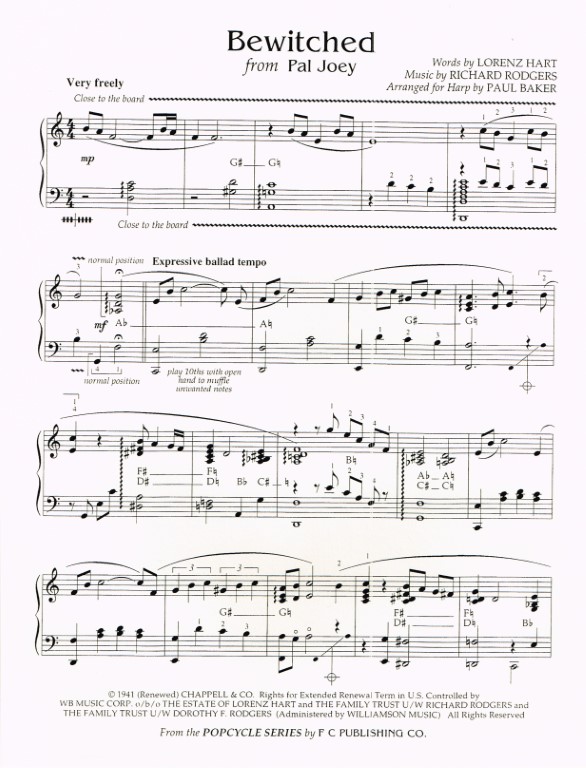 Bewitched
from Pal Joey
Words by LORENZ HART
Music by RICHARD RODGERS
Arranged for Harp by PAUL BAKER
Very freely
Close to the board
mp
G♯ G♮
Close to the board
normal position
Expressive ballad tempo
mf A♭ A♮ G♯ G♮
normal position
play 10ths with open
hand to muffle
unwanted notes
F♯ F♮ B♮ A♭ A♮
D♯ D♮ B♭ C♯ C♯ C♮
3 3
G♯ G♮ F♯ F♮
D♯ D♮
© 1941 (Renewed) CHAPPELL & CO. Rights for Extended Renewal Term in U.S. Controlled by
WB MUSIC CORP. o/b/o THE ESTATE OF LORENZ HART and THE FAMILY TRUST U/W RICHARD RODGERS and
THE FAMILY TRUST U/W DOROTHY F. RODGERS (Administered by WILLIAMSON MUSIC) All Rights Reserved
From the POPCYCLE SERIES by F C PUBLISHING CO.